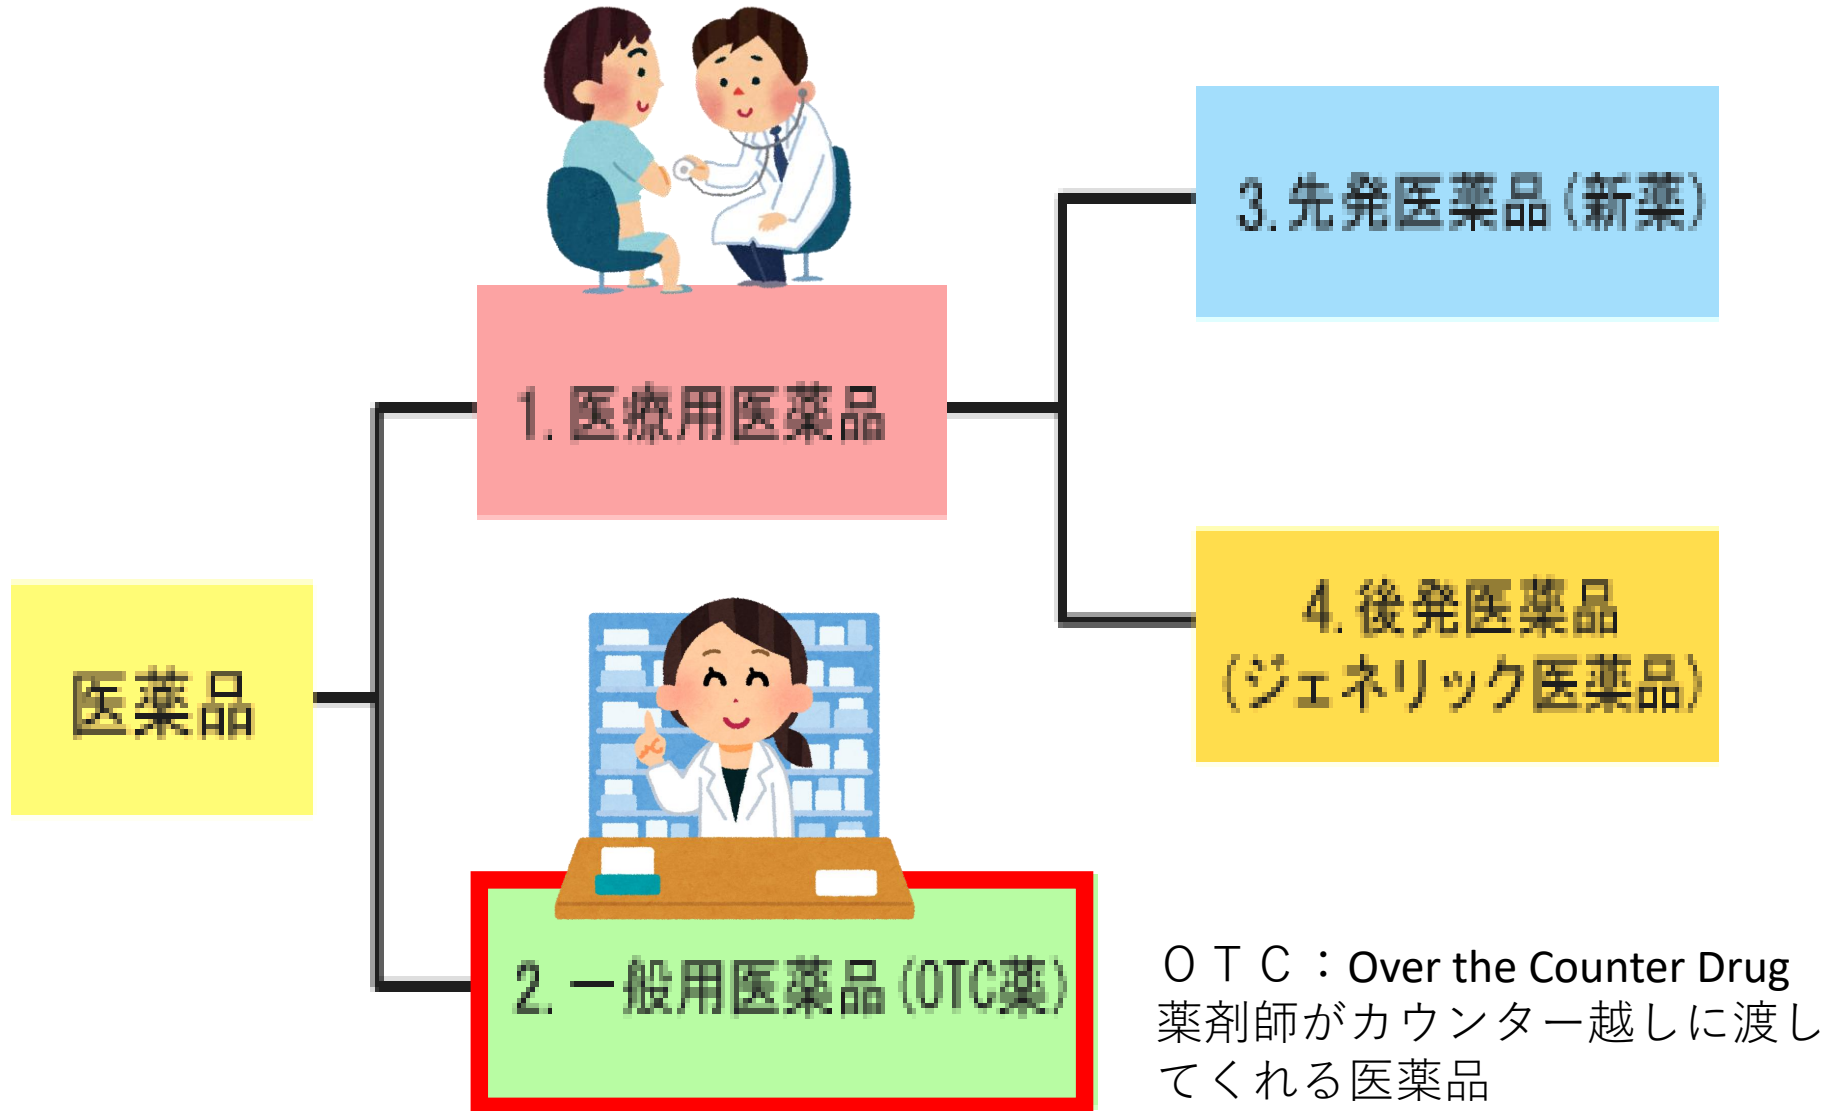 3.先発医薬品(新薬)
1.医療用医薬品
4.後発医薬品
(ジェネリック医薬品)
医薬品
2.一般用医薬品(OTC薬)
ОТС:Over the Counter Drug
薬剤師がカウンター越しに渡し
てくれる医薬品